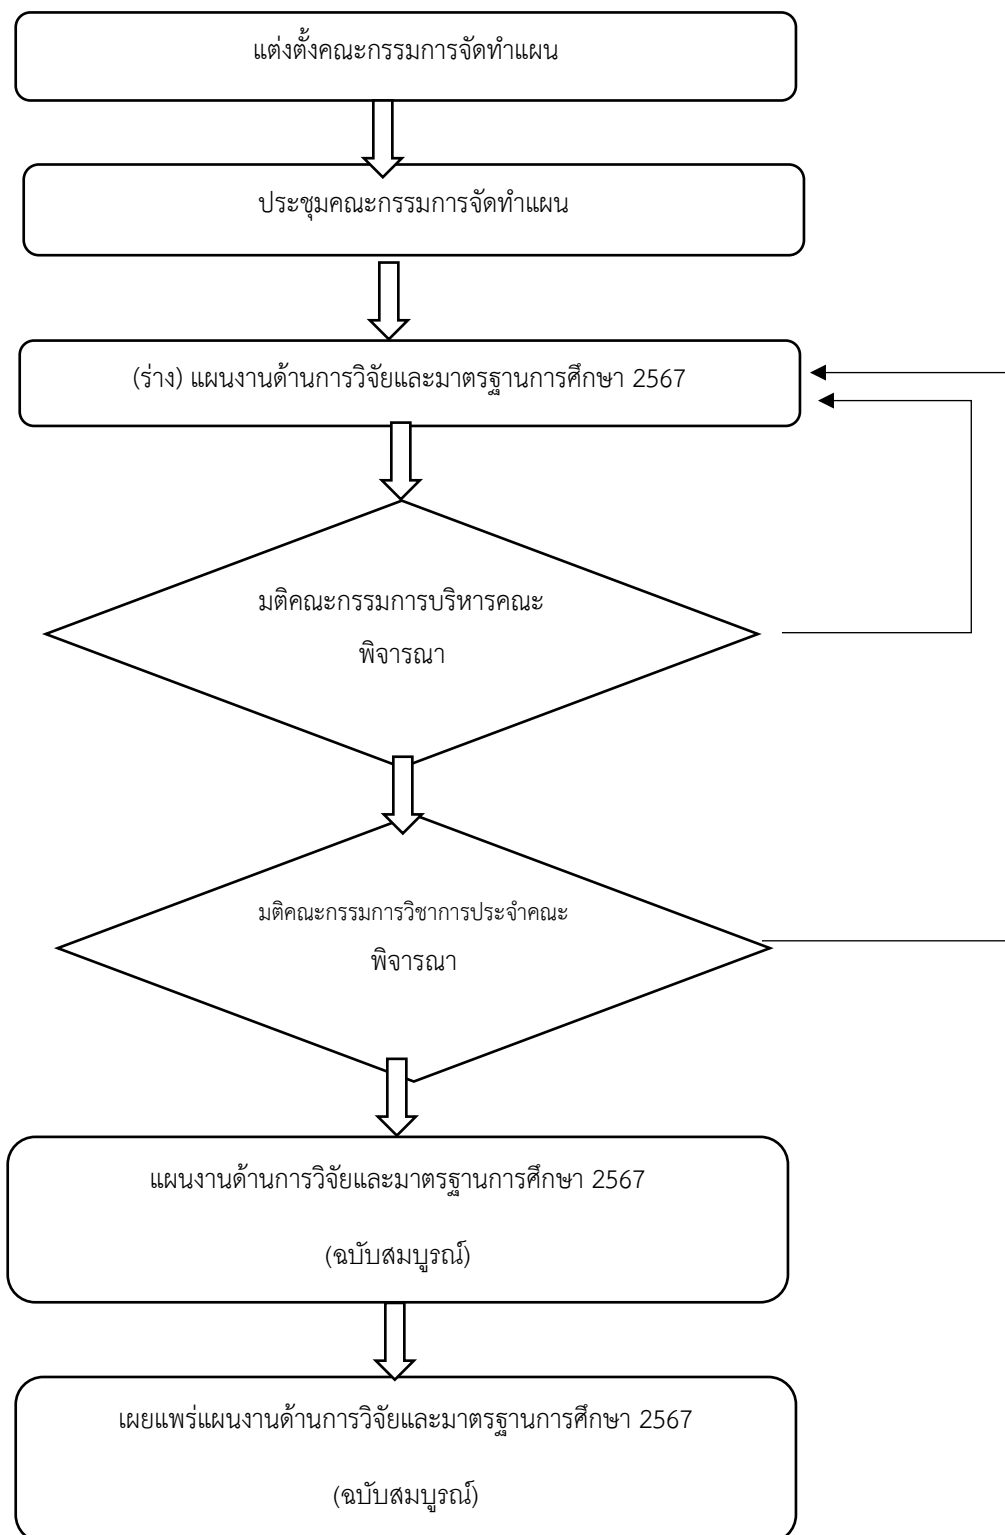 แต่งตั้งคณะกรรมการจัดทำแผน
ประชุมคณะกรรมการจัดทำแผน
(ร่าง) แผนงานด้านการวิจัยและมาตรฐานการศึกษา 2567
มติคณะกรรมการบริหารคณะ
พิจารณา
มติคณะกรรมการวิชาการประจำคณะ
พิจารณา
แผนงานด้านการวิจัยและมาตรฐานการศึกษา 2567
(ฉบับสมบูรณ์)
เผยแพร่แผนงานด้านการวิจัยและมาตรฐานการศึกษา 2567
(ฉบับสมบูรณ์)